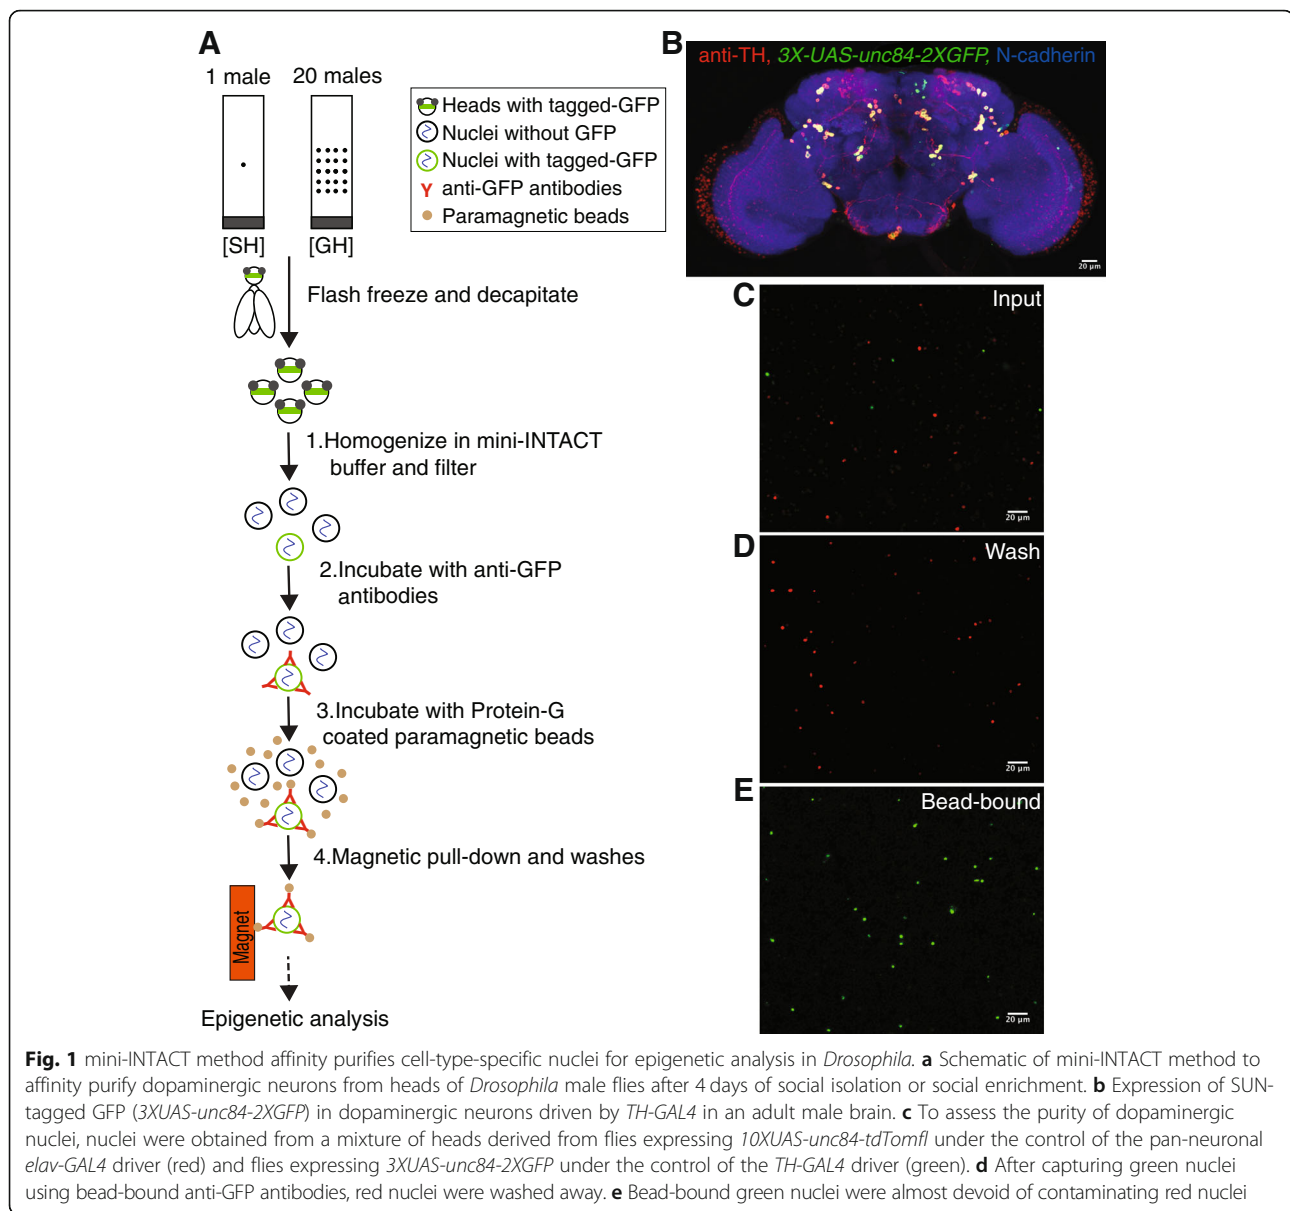 A
1 male 20 males
[SH] [GH]
Heads with tagged-GFP
Nuclei without GFP
Nuclei with tagged-GFP
anti-GFP antibodies
Paramagnetic beads
Flash freeze and decapitate
1.Homogenize in mini-INTACT
buffer and filter
2.Incubate with anti-GFP
antibodies
3.Incubate with Protein-G
coated paramagnetic beads
4.Magnetic pull-down and washes
Magnet
Epigenetic analysis
B
anti-TH, 3X-UAS-unc84-2XGFP, N-cadherin
20 µm
C
Input
20 µm
D
Wash
20 µm
E
Bead-bound
20 µm
Fig. 1 mini-INTACT method affinity purifies cell-type-specific nuclei for epigenetic analysis in Drosophila. a Schematic of mini-INTACT method to
affinity purify dopaminergic neurons from heads of Drosophila male flies after 4 days of social isolation or social enrichment. b Expression of SUN-
tagged GFP (3XUAS-unc84-2XGFP) in dopaminergic neurons driven by TH-GAL4 in an adult male brain. c To assess the purity of dopaminergic
nuclei, nuclei were obtained from a mixture of heads derived from flies expressing 10XUAS-unc84-tdTomfl under the control of the pan-neuronal
elav-GAL4 driver (red) and flies expressing 3XUAS-unc84-2XGFP under the control of the TH-GAL4 driver (green). d After capturing green nuclei
using bead-bound anti-GFP antibodies, red nuclei were washed away. e Bead-bound green nuclei were almost devoid of contaminating red nuclei